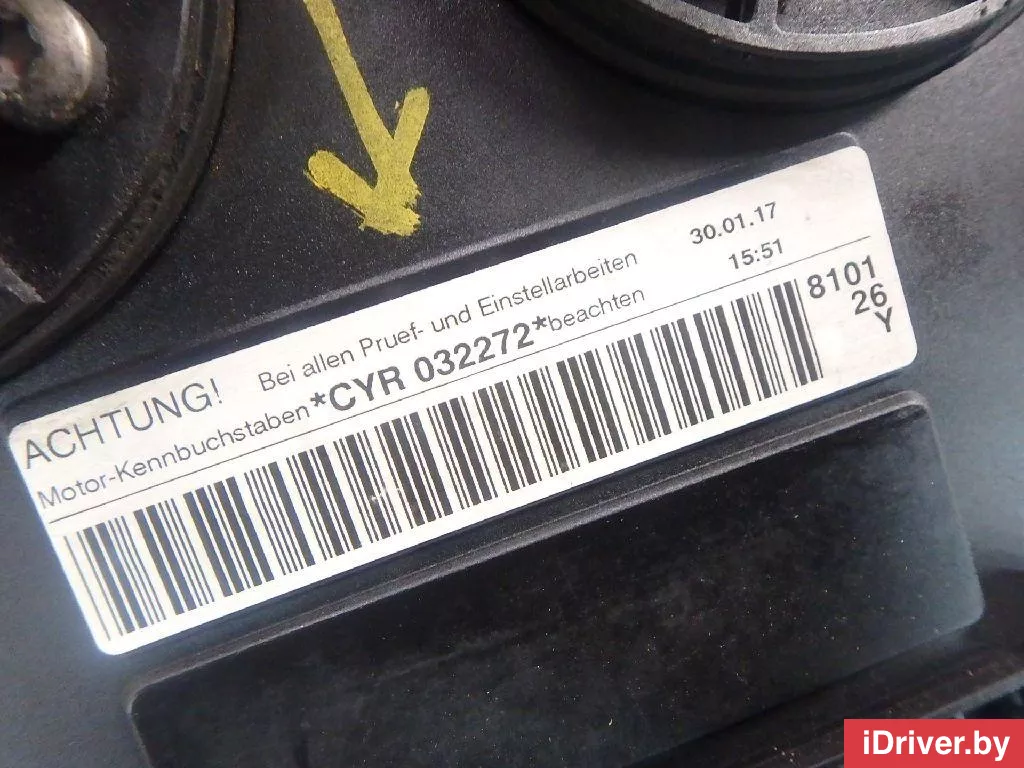 ACHTUNG! Bei allen Pruef- und Einstellarbeiten 30.01.17
Motor-Kennbuchstaben *CYR 032272* beachten 15:51
8101
26
Y
iDriver.by